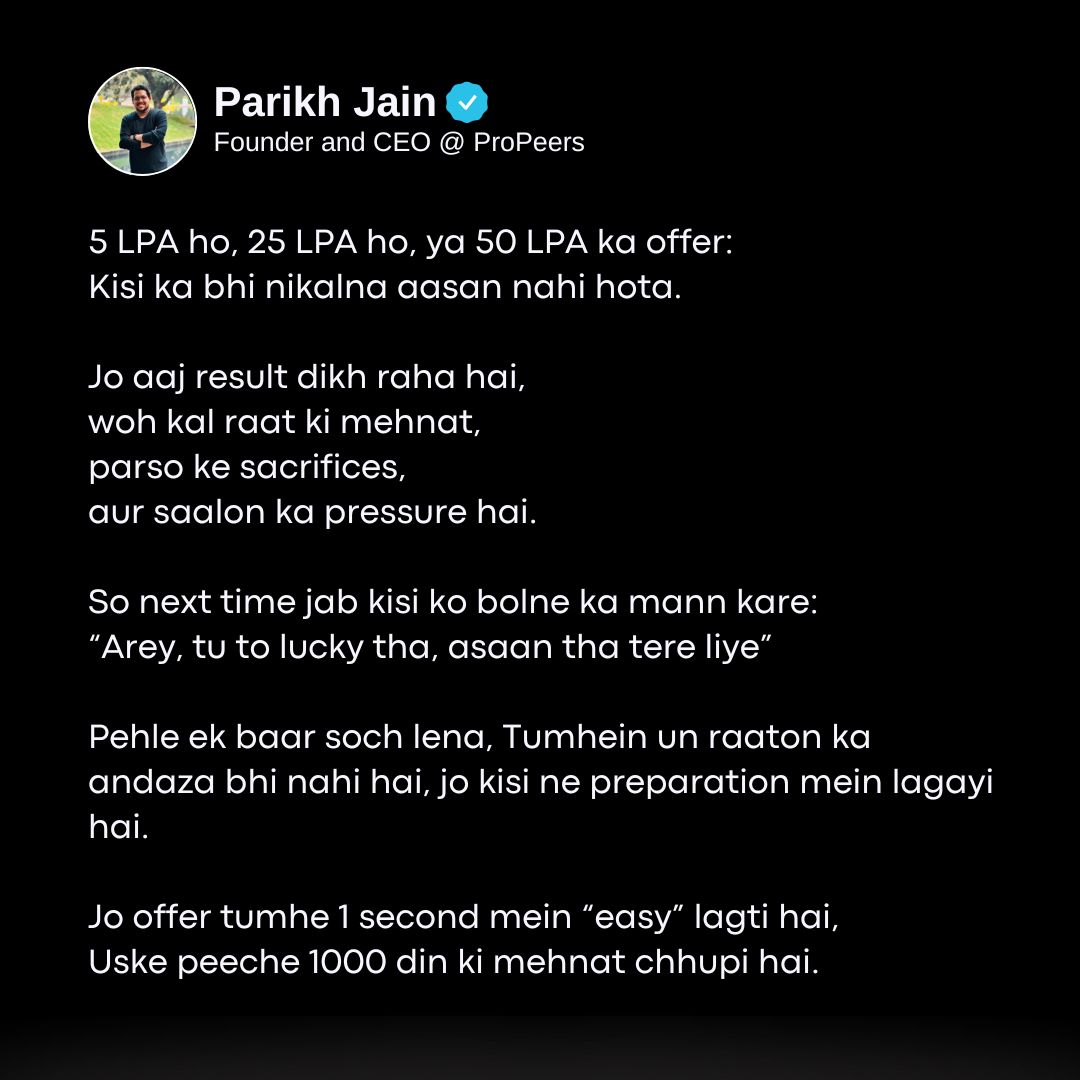 Parikh Jain
Founder and CEO @ ProPeers
5 LPA ho, 25 LPA ho, ya 50 LPA ka offer:
Kisi ka bhi nikalna aasan nahi hota.
Jo aaj result dikh raha hai,
woh kal raat ki mehnat,
parso ke sacrifices,
aur saalon ka pressure hai.
So next time jab kisi ko bolne ka mann kare:
“Arey, tu to lucky tha, asaan tha tere liye”
Pehle ek baar soch lena, Tumhein un raaton ka
andaza bhi nahi hai, jo kisi ne preparation mein lagayi
hai.
Jo offer tumhe 1 second mein “easy” lagti hai,
Uske peeche 1000 din ki mehnat chhupi hai.